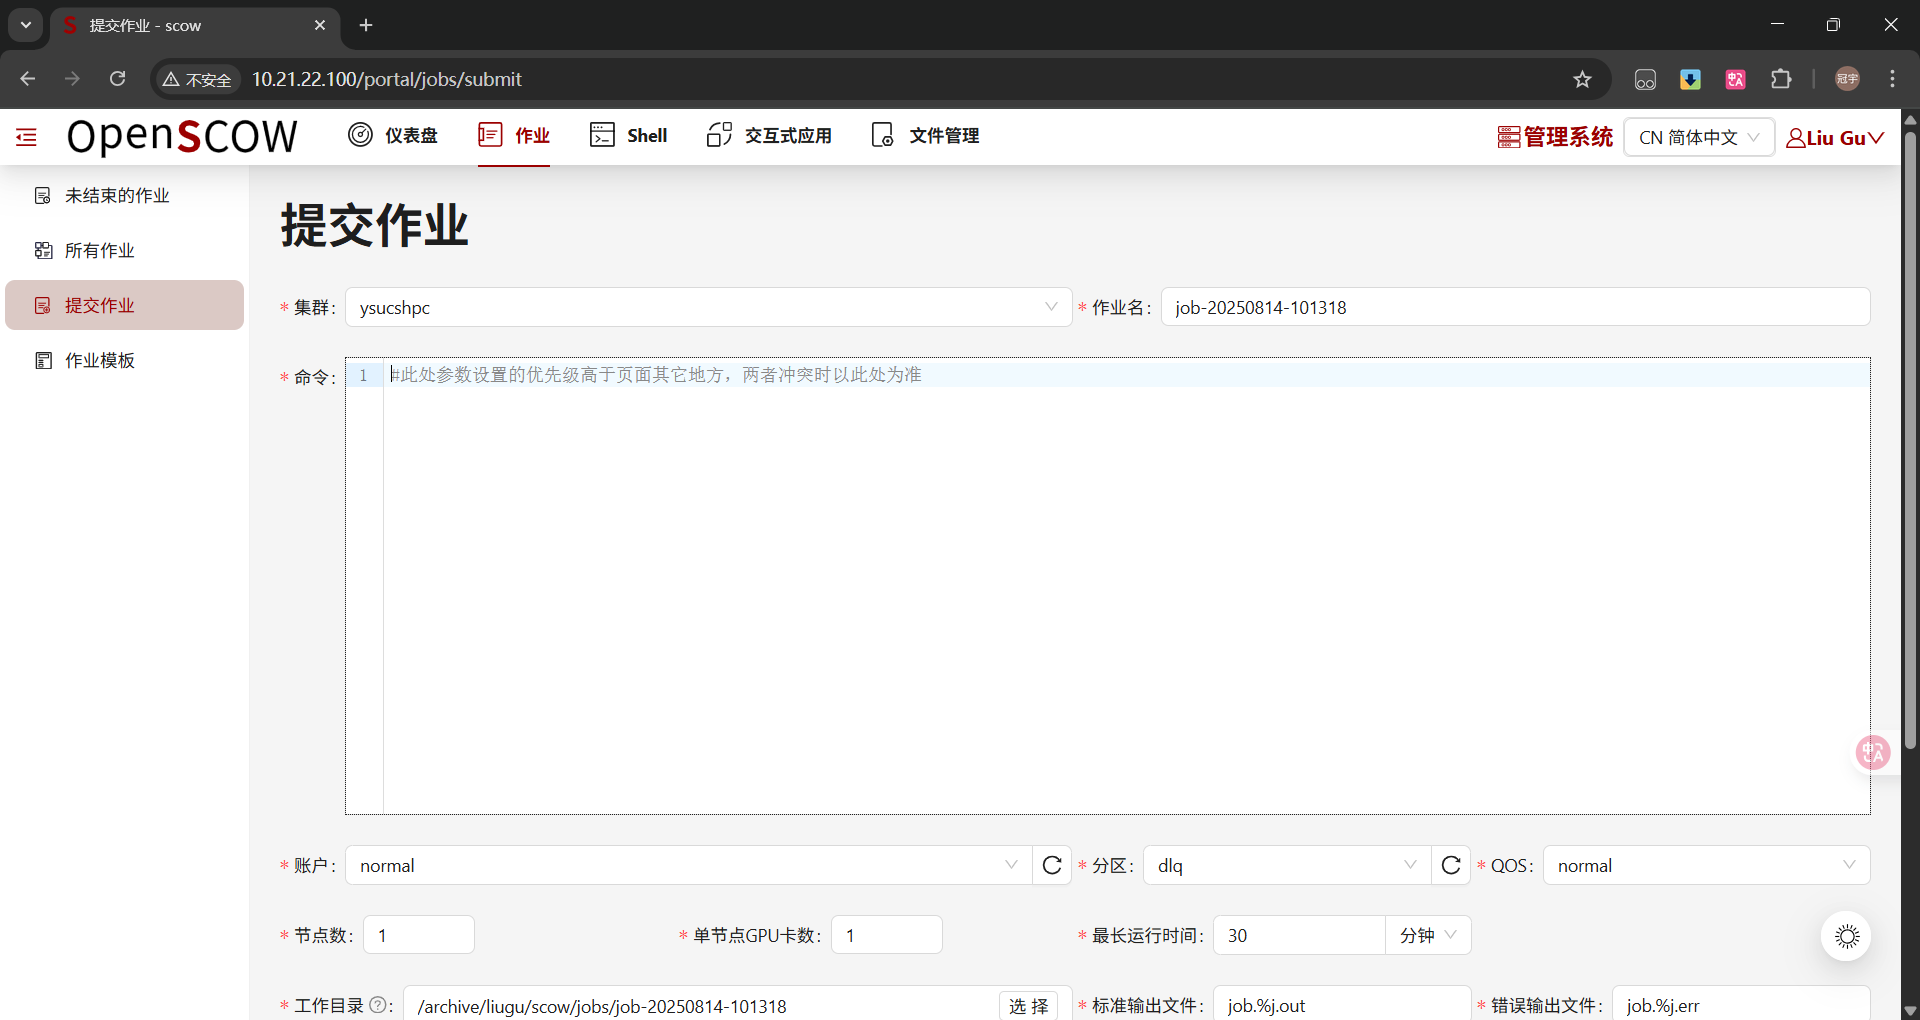 提交作业 - scow
不安全 10.21.22.100/portal/jobs/submit
冠宇
OpenSCOW 仪表盘 作业 Shell 交互式应用 文件管理 管理系统 CN 简体中文 Liu Gu
未结束的作业
所有作业
提交作业
作业模板
提交作业
* 集群： ysucshpc * 作业名： job-20250814-101318
* 命令： 1 #此处参数设置的优先级高于页面其它地方，两者冲突时以此处为准
* 账户： normal * 分区： dlq * QOS： normal
* 节点数： 1 * 单节点GPU卡数： 1 * 最长运行时间： 30 分钟
* 工作目录 ? ： /archive/liugu/scow/jobs/job-20250814-101318 选 择 * 标准输出文件： job.%j.out * 错误输出文件： job.%j.err